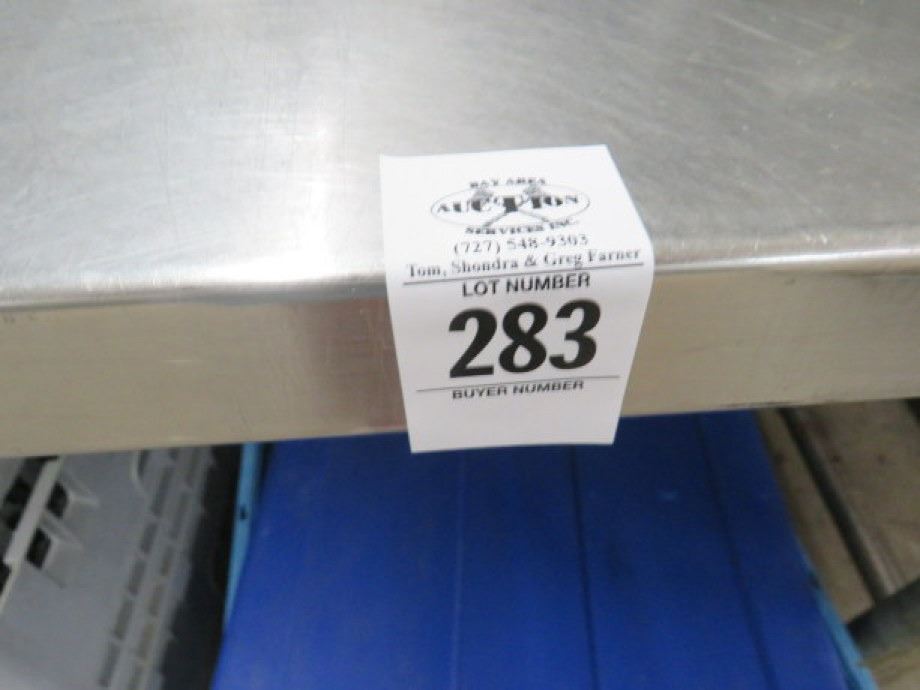 BAY AREA
AUCTION
SERVICES INC.
(727) 548-9303
Tom, Shondra & Greg Farner
LOT NUMBER
283
BUYER NUMBER